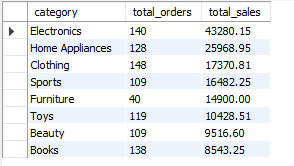 category total_orders total_sales
Electronics 140 43280.15
Home Appliances 128 25968.95
Clothing 148 17370.81
Sports 109 16482.25
Furniture 40 14900.00
Toys 119 10428.51
Beauty 109 9516.60
Books 138 8543.25